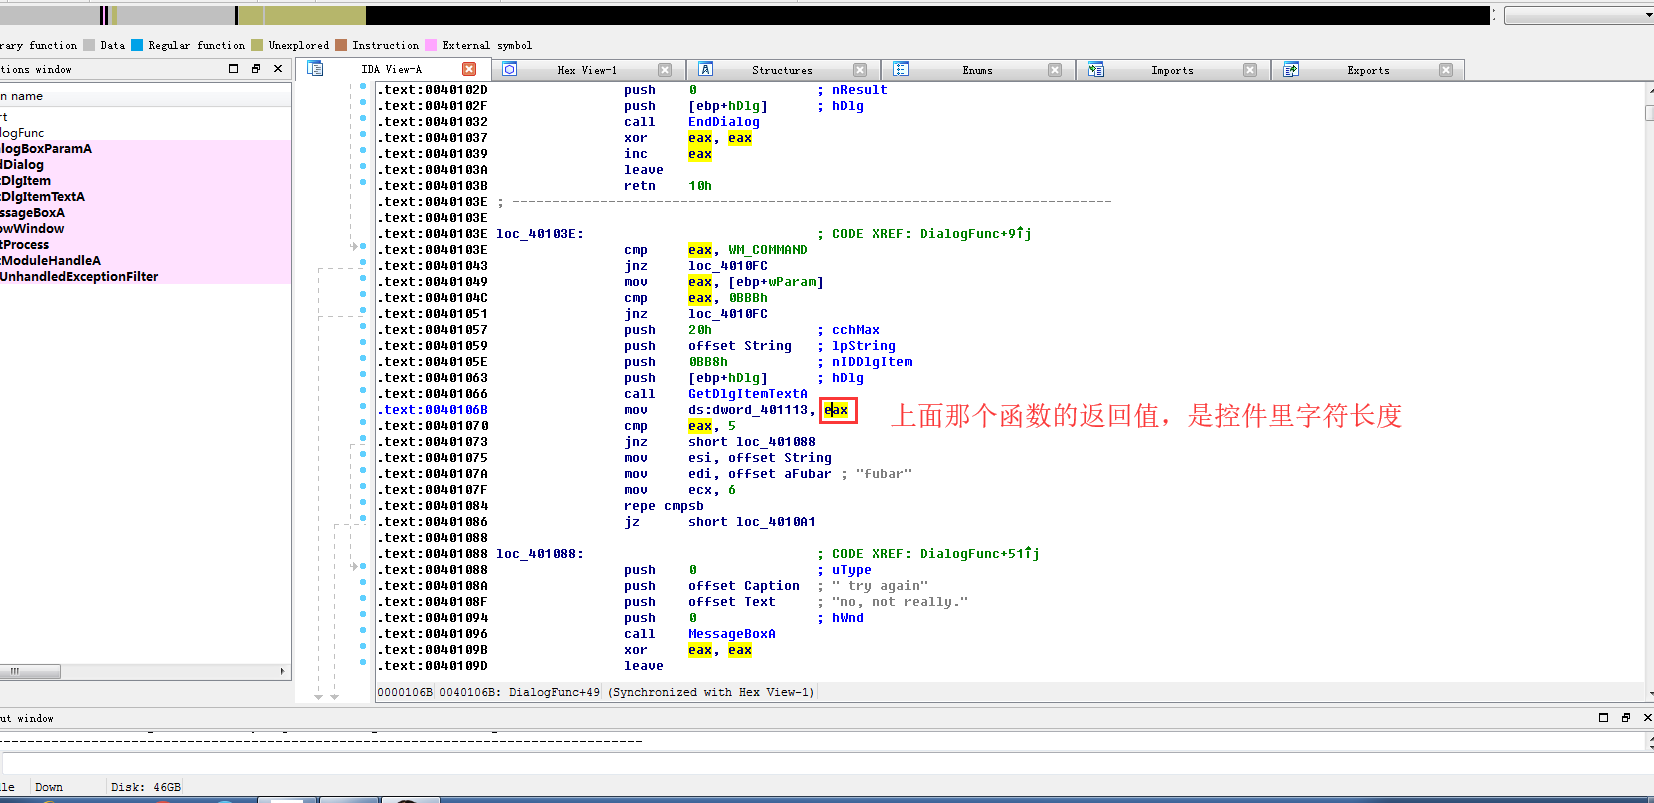 rary function Data Regular function Unexplored Instruction External symbol
tions window
IDA View-A Hex View-1 Structures Enums Imports Exports
n name
rt
logFunc
alogBoxParamA
dDialog
tDlgItem
tDlgItemTextA
ssageBoxA
owWindow
tProcess
tModuleHandleA
tUnhandledExceptionFilter
.text:0040102D push 0 ; nResult
.text:0040102F push [ebp+hDlg] ; hDlg
.text:00401032 call EndDialog
.text:00401037 xor eax, eax
.text:00401039 inc eax
.text:0040103A leave
.text:0040103B retn 10h
.text:0040103E ; ---------------------------------------------------------------------------
.text:0040103E
.text:0040103E loc_40103E: ; CODE XREF: DialogFunc+9↑j
.text:0040103E cmp eax, WM_COMMAND
.text:00401043 jnz loc_4010FC
.text:00401049 mov eax, [ebp+wParam]
.text:0040104C cmp eax, 0BBBh
.text:00401051 jnz loc_4010FC
.text:00401057 push 20h ; cchMax
.text:00401059 push offset String ; lpString
.text:0040105E push 0BB8h ; nIDDlgItem
.text:00401063 push [ebp+hDlg] ; hDlg
.text:00401066 call GetDlgItemTextA
.text:0040106B mov ds:dword_401113, eax 上面那个函数的返回值，是控件里字符长度
.text:00401070 cmp eax, 5
.text:00401073 jnz short loc_401088
.text:00401075 mov esi, offset String
.text:0040107A mov edi, offset aFubar ; "fubar"
.text:0040107F mov ecx, 6
.text:00401084 repe cmpsb
.text:00401086 jz short loc_4010A1
.text:00401088
.text:00401088 loc_401088: ; CODE XREF: DialogFunc+51↑j
.text:00401088 push 0 ; uType
.text:0040108A push offset Caption ; " try again"
.text:0040108F push offset Text ; "no, not really."
.text:00401094 push 0 ; hWnd
.text:00401096 call MessageBoxA
.text:0040109B xor eax, eax
.text:0040109D leave
0000106B 0040106B: DialogFunc+49 (Synchronized with Hex View-1)
ut window
le Down Disk: 46GB